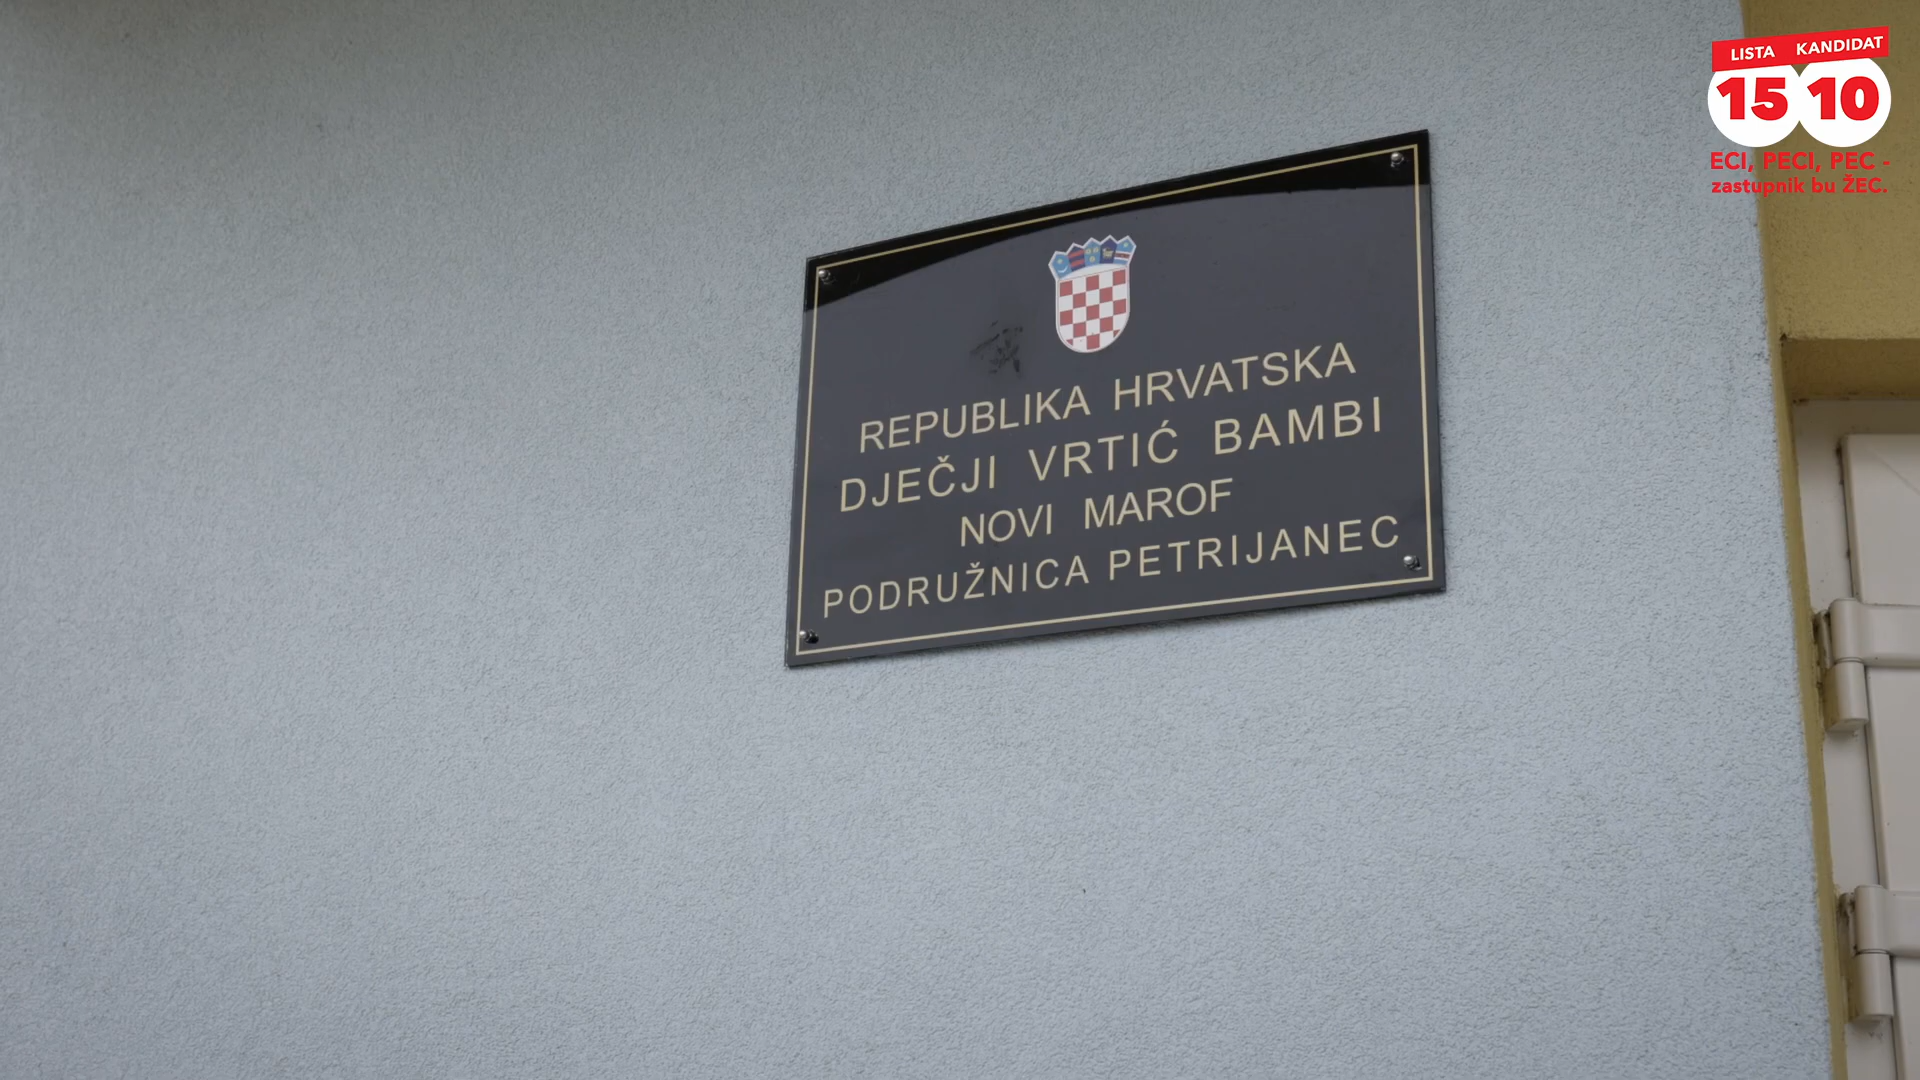 LISTA KANDIDAT
15 10
ECI, PECI, PEC -
zastupnik bu ŽEC.
REPUBLIKA HRVATSKA
DJEČJI VRTIĆ BAMBI
NOVI MAROF
PODRUŽNICA PETRIJANEC